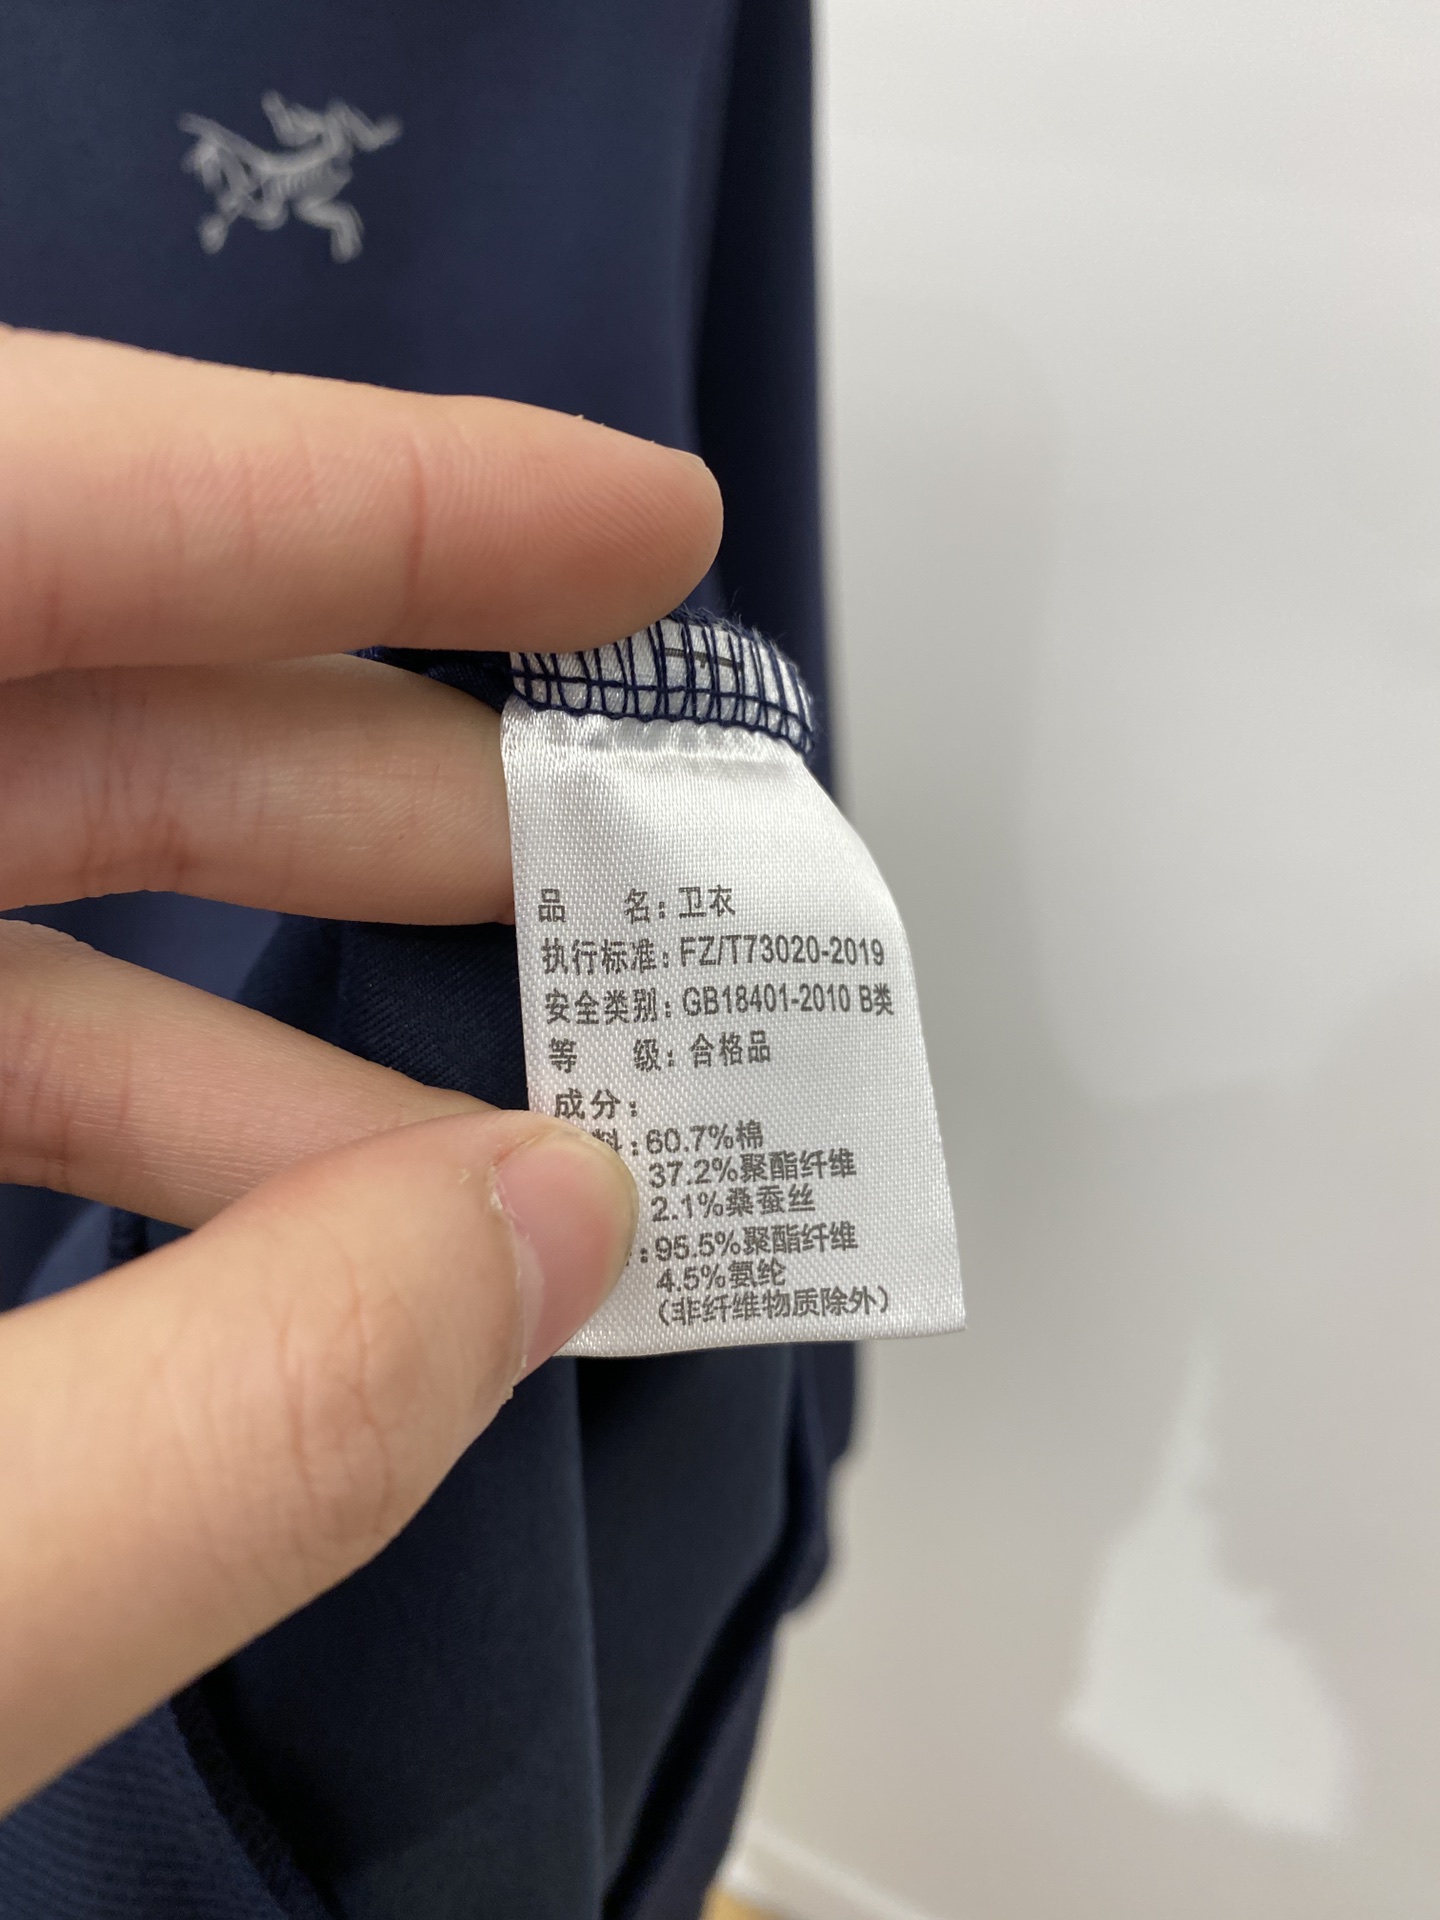 品 名：卫衣
执行标准：FZ/T73020-2019
安全类别：GB18401-2010 B类
等 级：合格品
成分：
料：60.7%棉
37.2%聚酯纤维
2.1%桑蚕丝
：95.5%聚酯纤维
4.5%氨纶
（非纤维物质除外）